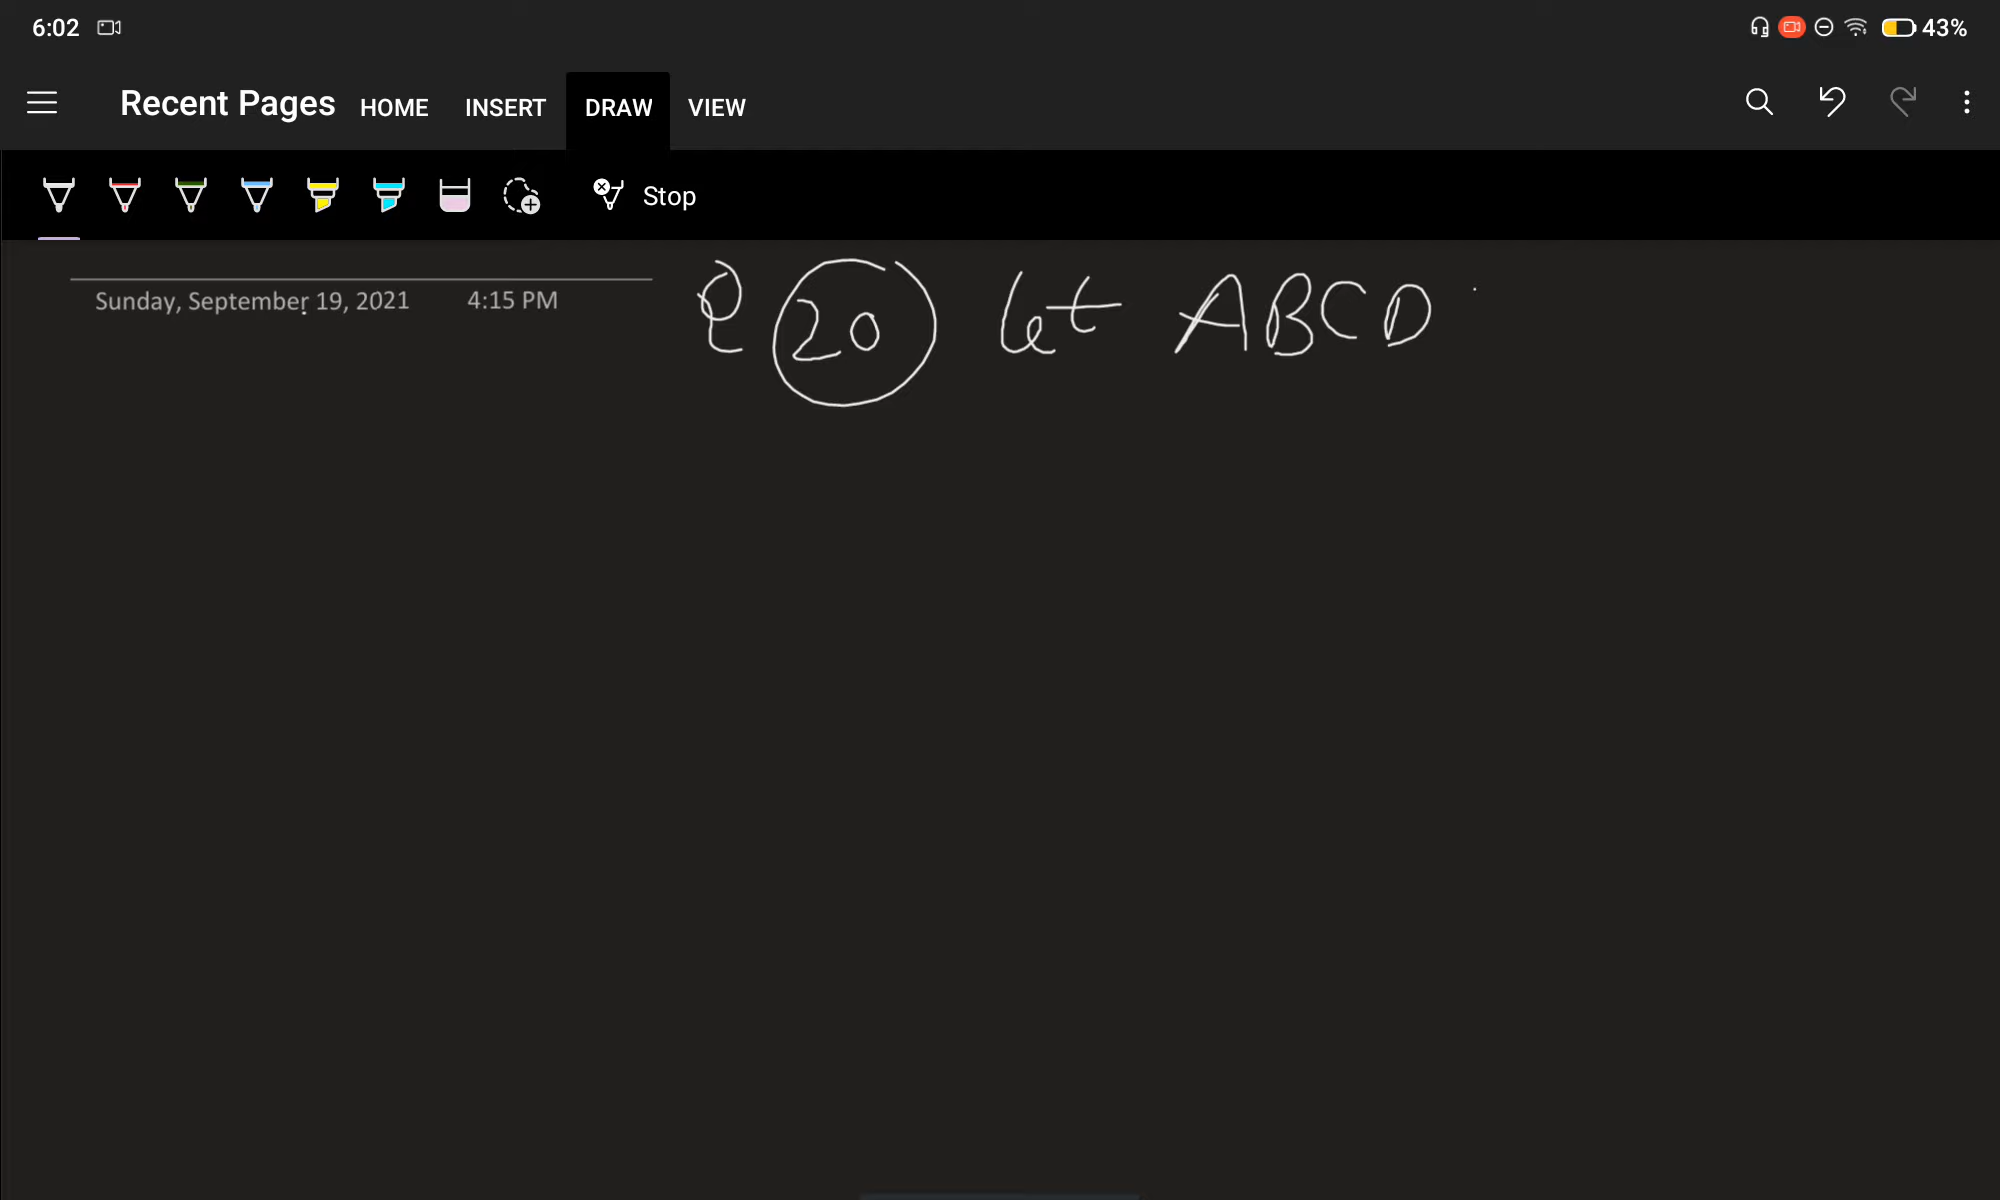 6:02 43%
Recent Pages HOME INSERT DRAW VIEW
Stop
Sunday, September 19, 2021 4:15 PM
Q 20 let ABCD